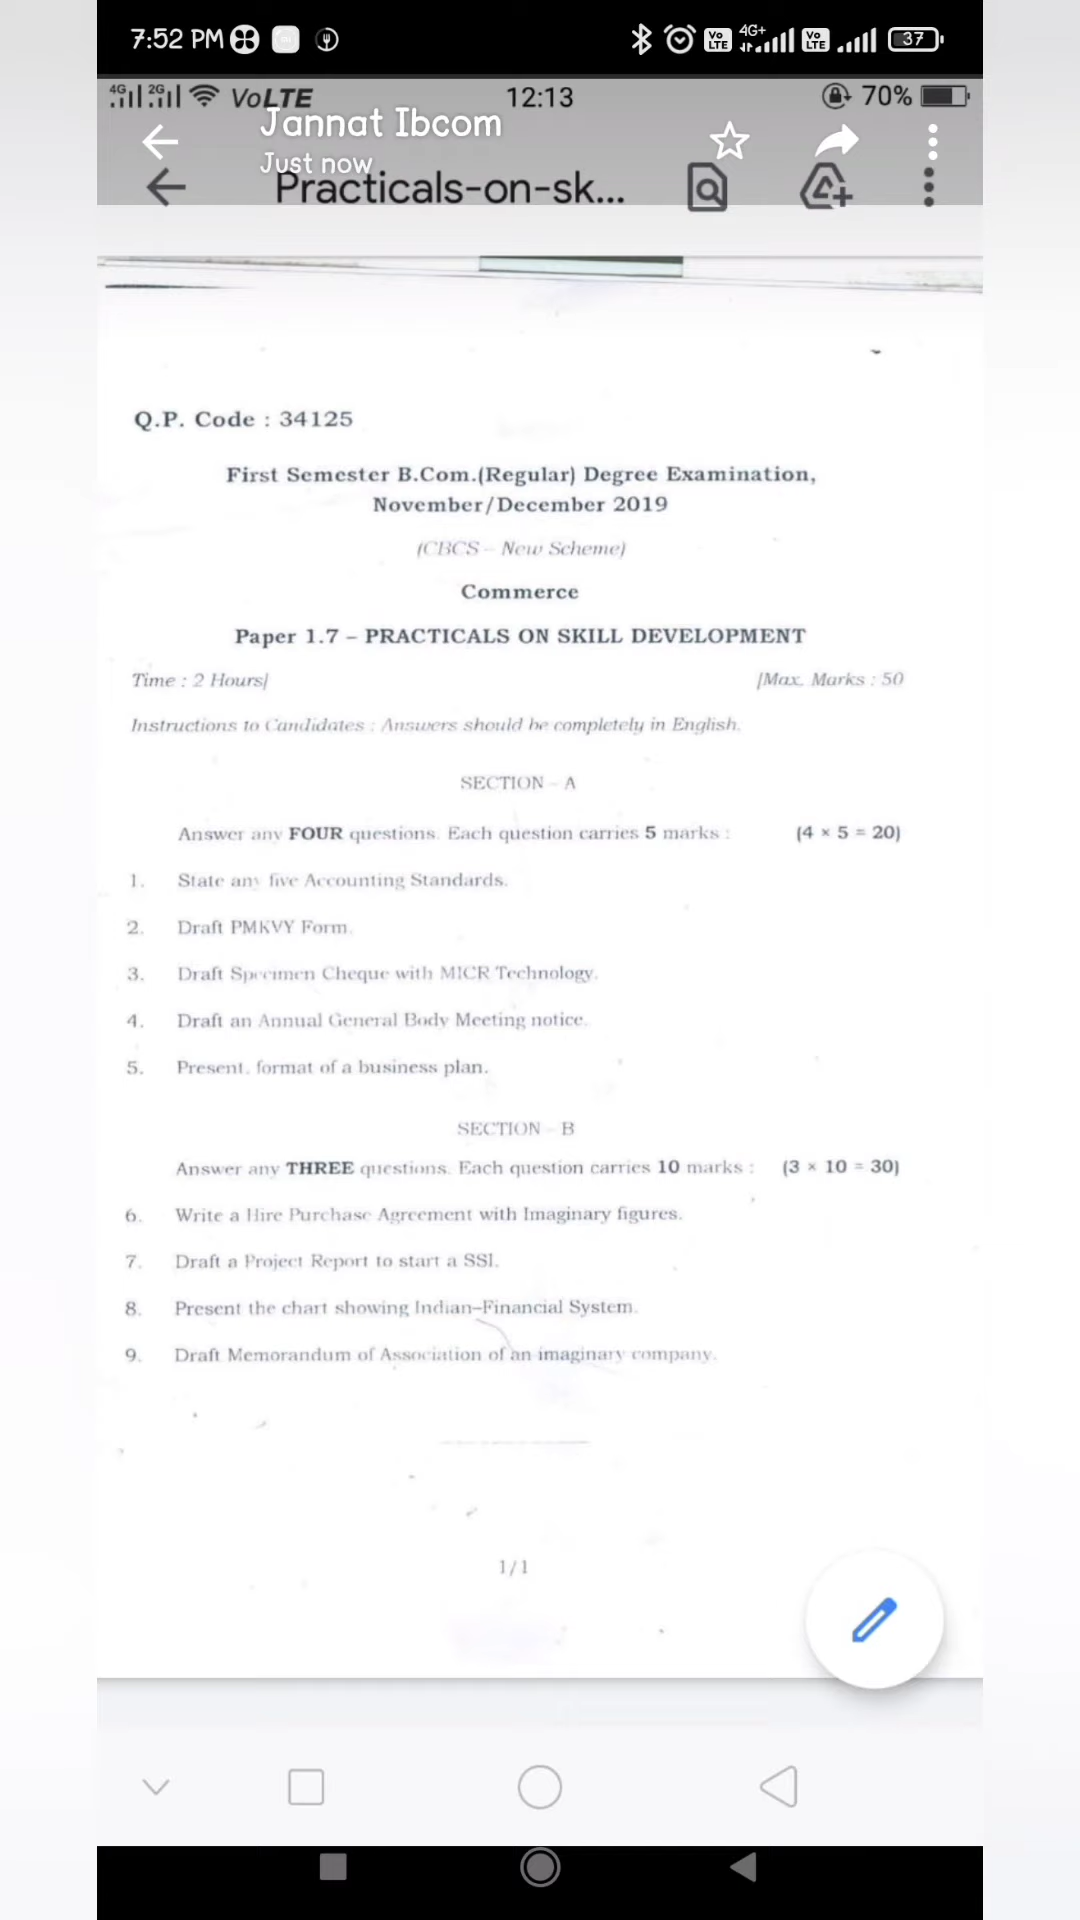 7:52 PM
4G+
Vo LTE
Vo LTE
37
4G 2G VoLTE 12:13 70%
Jannat Ibcom
Just now
Practicals-on-sk...
Q.P. Code : 34125
First Semester B.Com.(Regular) Degree Examination,
November/December 2019
(CBCS – New Scheme)
Commerce
Paper 1.7 – PRACTICALS ON SKILL DEVELOPMENT
Time : 2 Hours] [Max. Marks : 50
Instructions to Candidates : Answers should be completely in English.
SECTION – A
Answer any FOUR questions. Each question carries 5 marks : (4 × 5 = 20)
1. State any five Accounting Standards.
2. Draft PMKVY Form.
3. Draft Specimen Cheque with MICR Technology.
4. Draft an Annual General Body Meeting notice.
5. Present. format of a business plan.
SECTION – B
Answer any THREE questions. Each question carries 10 marks : (3 × 10 = 30)
6. Write a Hire Purchase Agreement with Imaginary figures.
7. Draft a Project Report to start a SSI.
8. Present the chart showing Indian–Financial System.
9. Draft Memorandum of Association of an imaginary company.
1/1